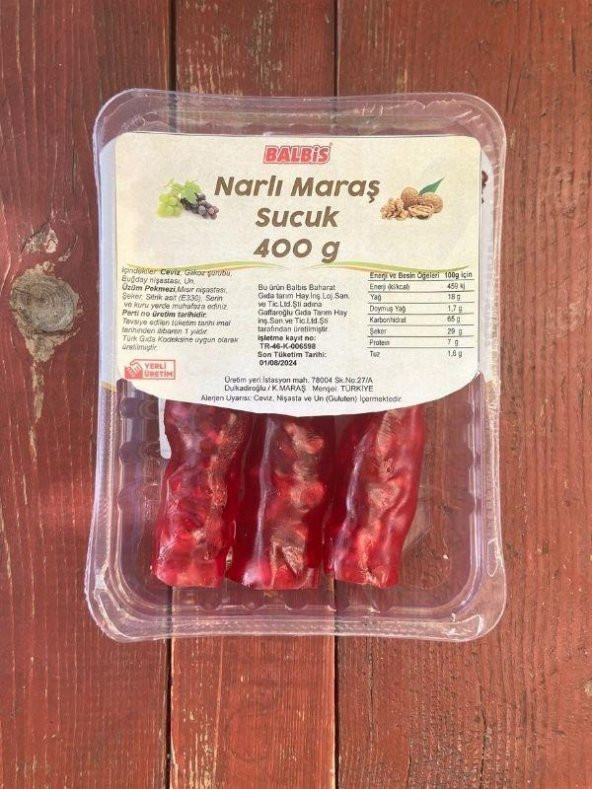 BALBİS
Narlı Maraş
Sucuk
400 g
İçindekiler: Ceviz, Glikoz şurubu,
Buğday nişastası, Un,
Üzüm Pekmezi,Mısır nişastası,
Şeker, Sitrik asit (E330), Serin
ve kuru yerde muhafaza ediniz.
Parti no üretim tarihidir.
Tavsiye edilen tüketim tarihi imal
tarihinden itibaren 1 yıldır.
Türk Gıda Kodeksine uygun olarak
üretilmiştir.
YERLİ
ÜRETİM
Bu ürün Balbis Baharat
Gıda tarım Hay.İnş.Loj.San.
ve Tic.Ltd.Şti adına
Gaffaroğlu Gıda Tarım Hay
inş.San ve Tic.Ltd.Şti
tarafından üretilmiştir.
işletme kayıt no:
TR-46-K-006598
Son Tüketim Tarihi:
01/08/2024
Enerji ve Besin Öğeleri 100g için
Enerji (kj/kcal) 459 kj
Yağ 18 g
Doymuş Yağ 1,7 g
Karbonhidrat 65 g
Şeker 29 g
Protein 7 g
Tuz 1,6 g
Üretim yeri:İstasyon mah. 78004 Sk.No:27/A
Dulkadiroğlu / K.MARAŞ Menşei: TÜRKİYE
Alerjen Uyarısı: Ceviz, Nişasta ve Un (Guluten) İçermektedir.